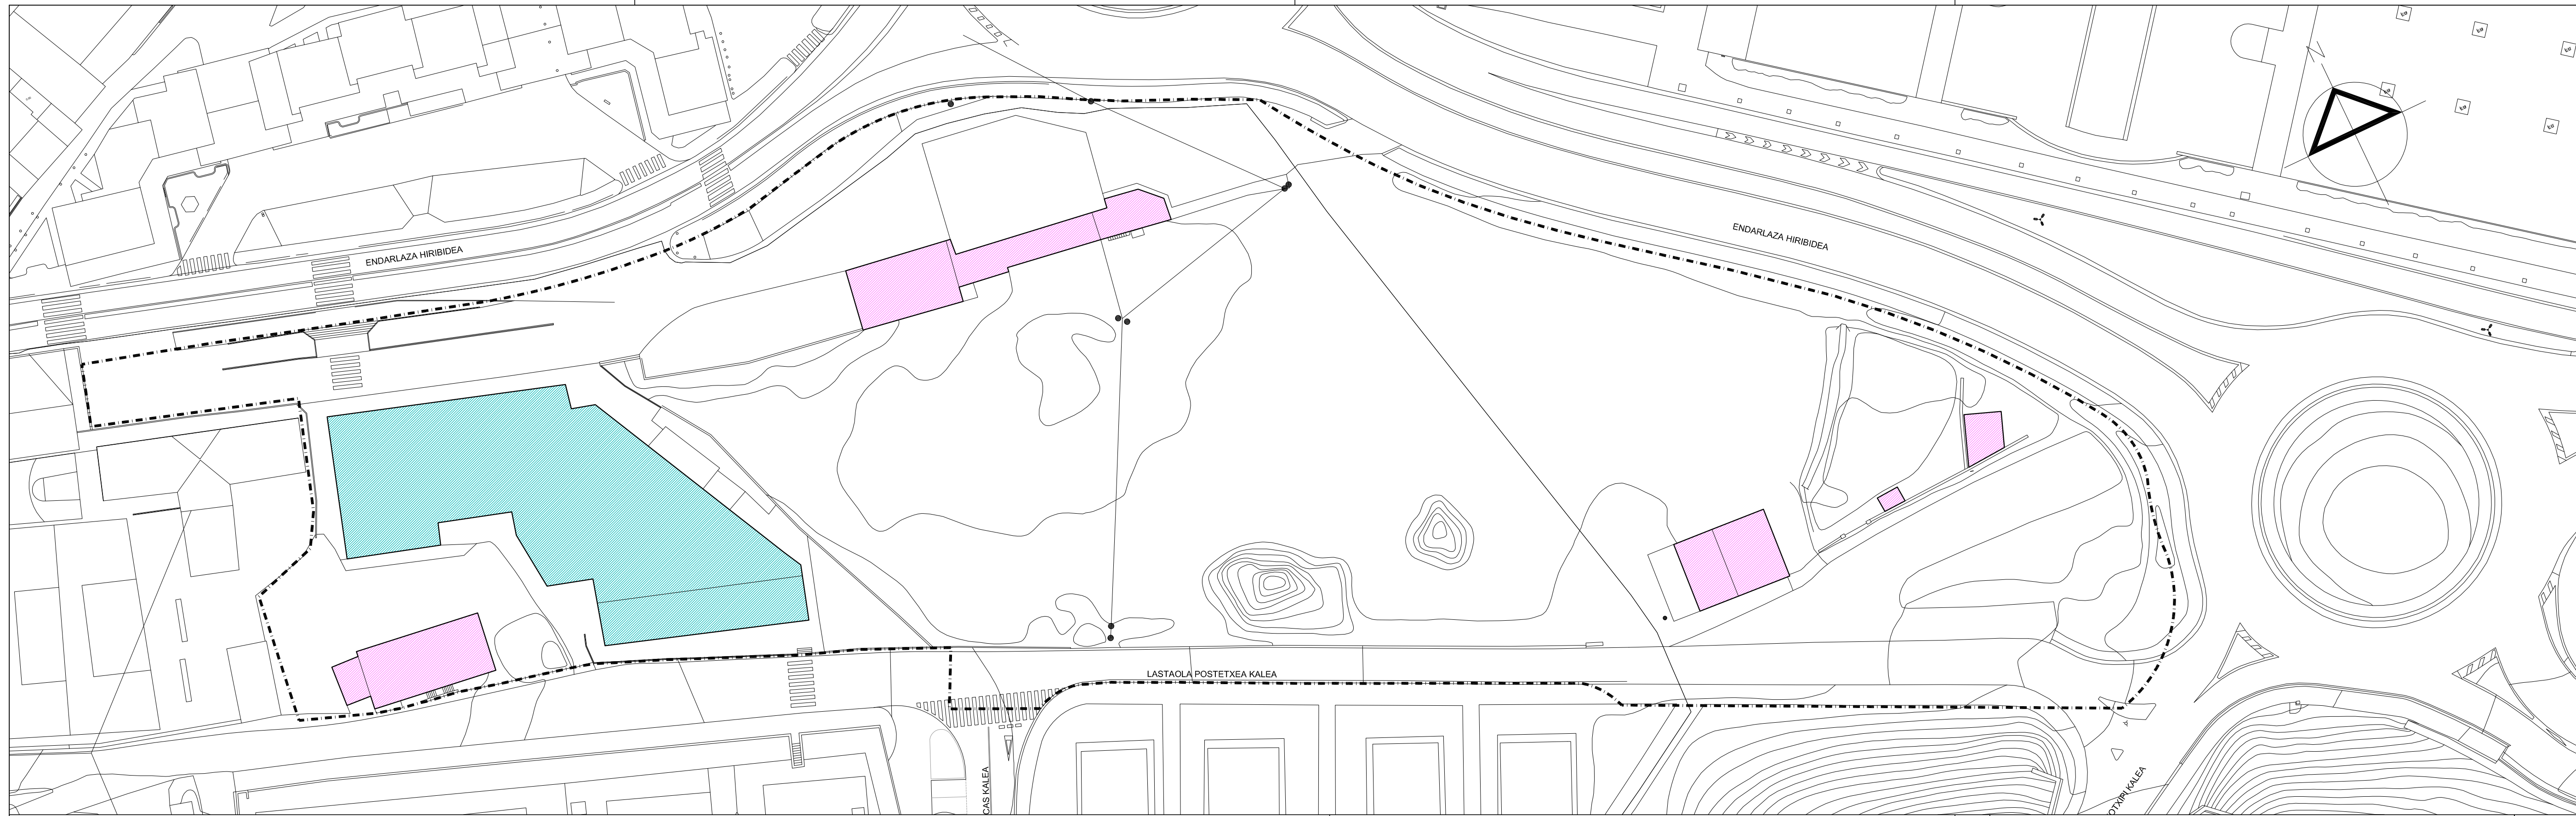 ENDARLAZA HIRIBIDEA
ENDARLAZA HIRIBIDEA
LASTAOLA POSTETXEA KALEA
CAS KALEA
OTXIPI KALEA
N